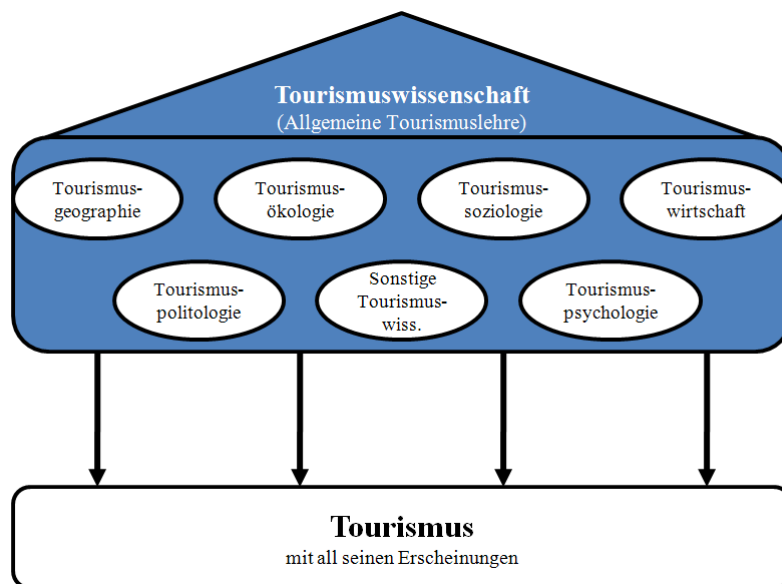 Tourismuswissenschaft
(Allgemeine Tourismuslehre)
Tourismus-
geographie
Tourismus-
ökologie
Tourismus-
soziologie
Tourismus-
wirtschaft
Tourismus-
politologie
Sonstige
Tourismus-
wiss.
Tourismus-
psychologie
Tourismus
mit all seinen Erscheinungen